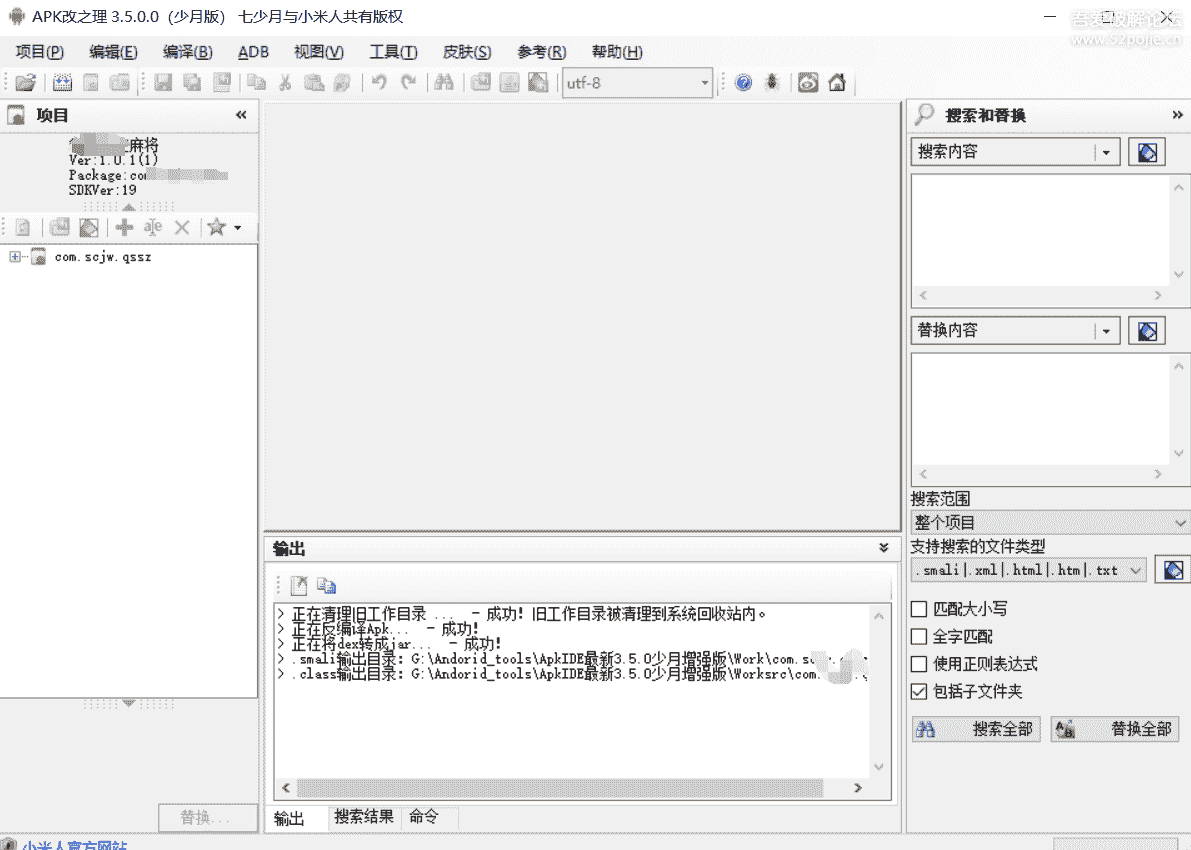 APK改之理 3.5.0.0（少月版） 七少月与小米人共有版权
吾爱破解论坛
www.52pojie.cn
项目(P) 编辑(E) 编译(B) ADB 视图(V) 工具(T) 皮肤(S) 参考(R) 帮助(H)
utf-8
项目
麻将
Ver:1.0.1(1)
Package:co
SDKVer:19
com.scjw.qssz
替换...
小米人官方网站
输出
> 正在清理旧工作目录 ... - 成功！旧工作目录被清理到系统回收站内。
> 正在反编译Apk... - 成功！
> 正在将dex转成jar... - 成功！
> .smali输出目录: G:\Andorid_tools\ApkIDE最新3.5.0少月增强版\Work\com.
> .class输出目录: G:\Andorid_tools\ApkIDE最新3.5.0少月增强版\Worksrc\com.
输出 搜索结果 命令
搜索和替换
搜索内容
替换内容
搜索范围
整个项目
支持搜索的文件类型
.smali|.xml|.html|.htm|.txt
匹配大小写
全字匹配
使用正则表达式
包括子文件夹
搜索全部 替换全部